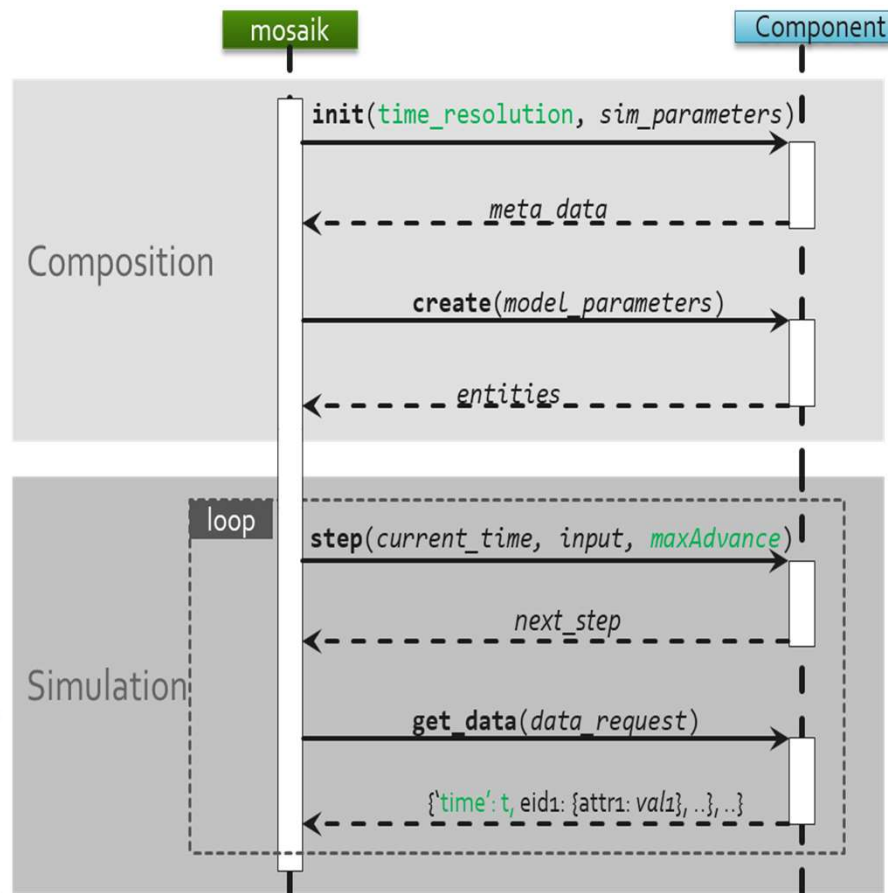 mosaik
Component
init(time_resolution, sim_parameters)
meta_data
Composition
create(model_parameters)
entities
loop
step(current_time, input, maxAdvance)
next_step
Simulation
get_data(data_request)
{‘time’: t, eid1: {attr1: val1}, ..}, ..}